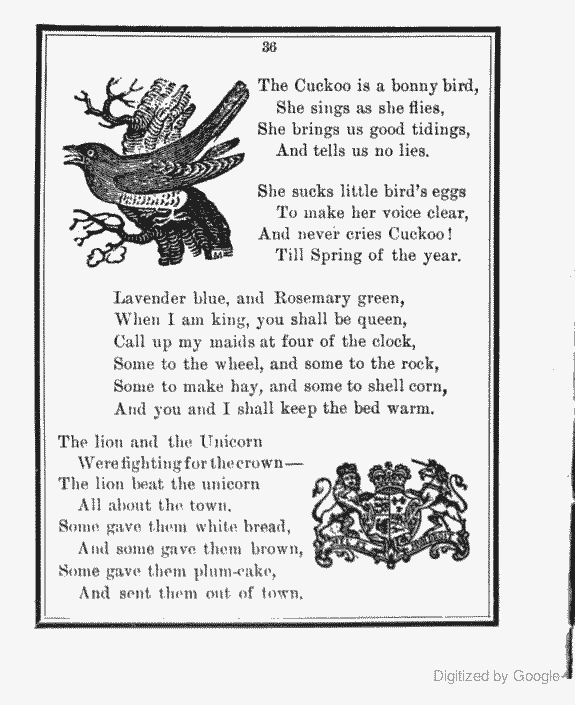 36
The Cuckoo is a bonny bird,
She sings as she flies,
She brings us good tidings,
And tells us no lies.
She sucks little bird's eggs
To make her voice clear,
And never cries Cuckoo!
Till Spring of the year.
Lavender blue, and Rosemary green,
When I am king, you shall be queen,
Call up my maids at four of the clock,
Some to the wheel, and some to the rock,
Some to make hay, and some to shell corn,
And you and I shall keep the bed warm.
The lion and the Unicorn
Were fighting for the crown—
The lion beat the unicorn
All about the town.
Some gave them white bread,
And some gave them brown,
Some gave them plum-cake,
And sent them out of town.
Digitized by Google